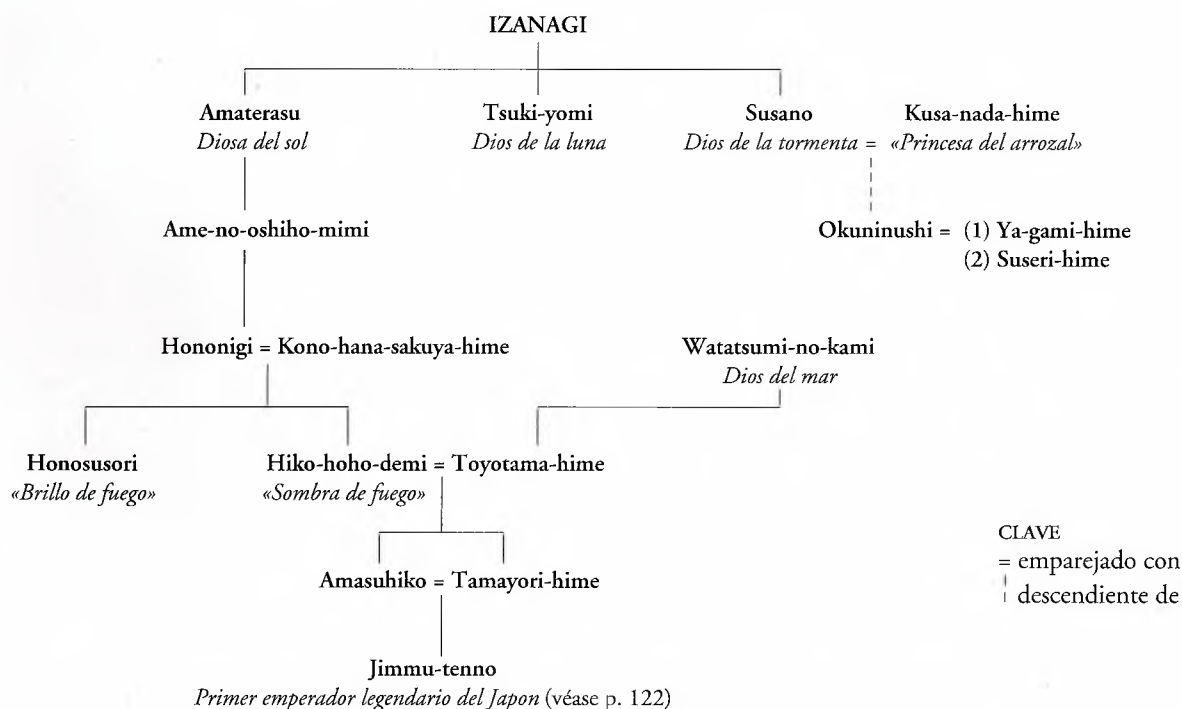 IZANAGI
Amaterasu Tsuki-yomi Susano Kusa-nada-hime
Diosa del sol Dios de la luna Dios de la tormenta = «Princesa del arrozal»
Ame-no-oshiho-mimi Okuninushi = (1) Ya-gami-hime
(2) Suseri-hime
Hononigi = Kono-hana-sakuya-hime Watatsumi-no-kami
Dios del mar
Honosusori Hiko-hoho-demi = Toyotama-hime
«Brillo de fuego» «Sombra de fuego»
CLAVE
= emparejado con
¦ descendiente de
Amasuhiko = Tamayori-hime
Jimmu-tenno
Primer emperador legendario del Japon (véase p. 122)